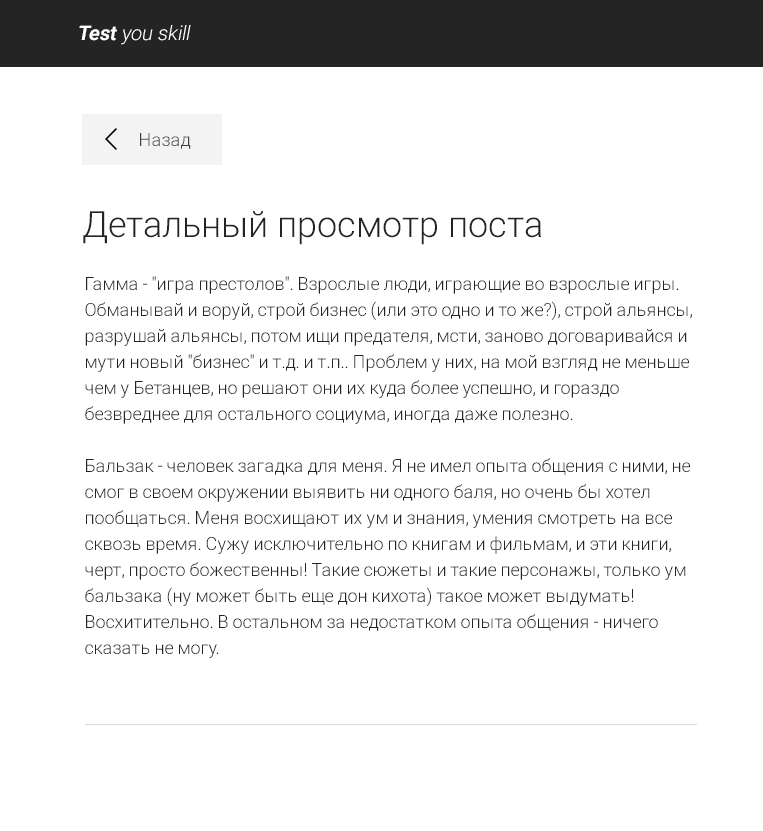 Test you skill
Назад
Детальный просмотр поста
Гамма - "игра престолов". Взрослые люди, играющие во взрослые игры.
Обманывай и воруй, строй бизнес (или это одно и то же?), строй альянсы,
разрушай альянсы, потом ищи предателя, мсти, заново договаривайся и
мути новый "бизнес" и т.д. и т.п.. Проблем у них, на мой взгляд не меньше
чем у Бетанцев, но решают они их куда более успешно, и гораздо
безвреднее для остального социума, иногда даже полезно.
Бальзак - человек загадка для меня. Я не имел опыта общения с ними, не
смог в своем окружении выявить ни одного баля, но очень бы хотел
пообщаться. Меня восхищают их ум и знания, умения смотреть на все
сквозь время. Сужу исключительно по книгам и фильмам, и эти книги,
черт, просто божественны! Такие сюжеты и такие персонажы, только ум
бальзака (ну может быть еще дон кихота) такое может выдумать!
Восхитительно. В остальном за недостатком опыта общения - ничего
сказать не могу.